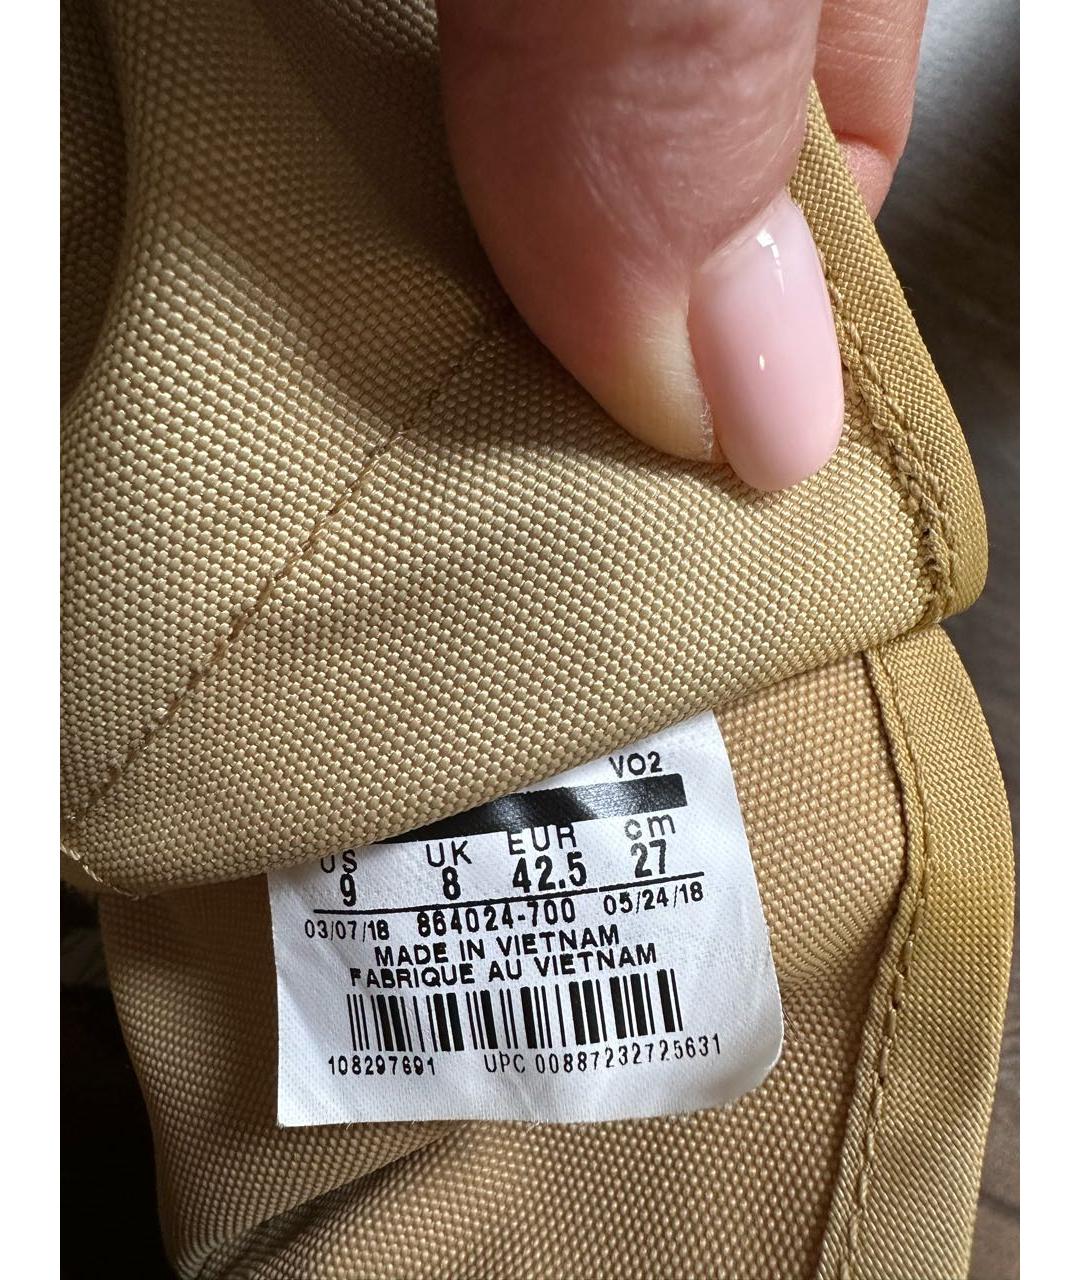 VO2
US UK EUR cm
9 8 42.5 27
03/07/18 864024-700 05/24/18
MADE IN VIETNAM
FABRIQUE AU VIETNAM
108297691 UPC 00887232725631